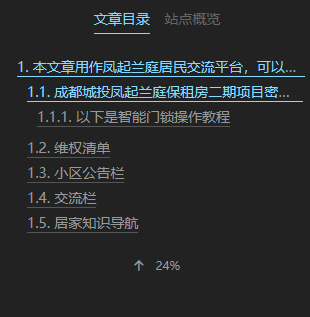 文章目录 站点概览
1. 本文章用作凤起兰庭居民交流平台，可以...
1.1. 成都城投凤起兰庭保租房二期项目密...
1.1.1. 以下是智能门锁操作教程
1.2. 维权清单
1.3. 小区公告栏
1.4. 交流栏
1.5. 居家知识导航
↑ 24%